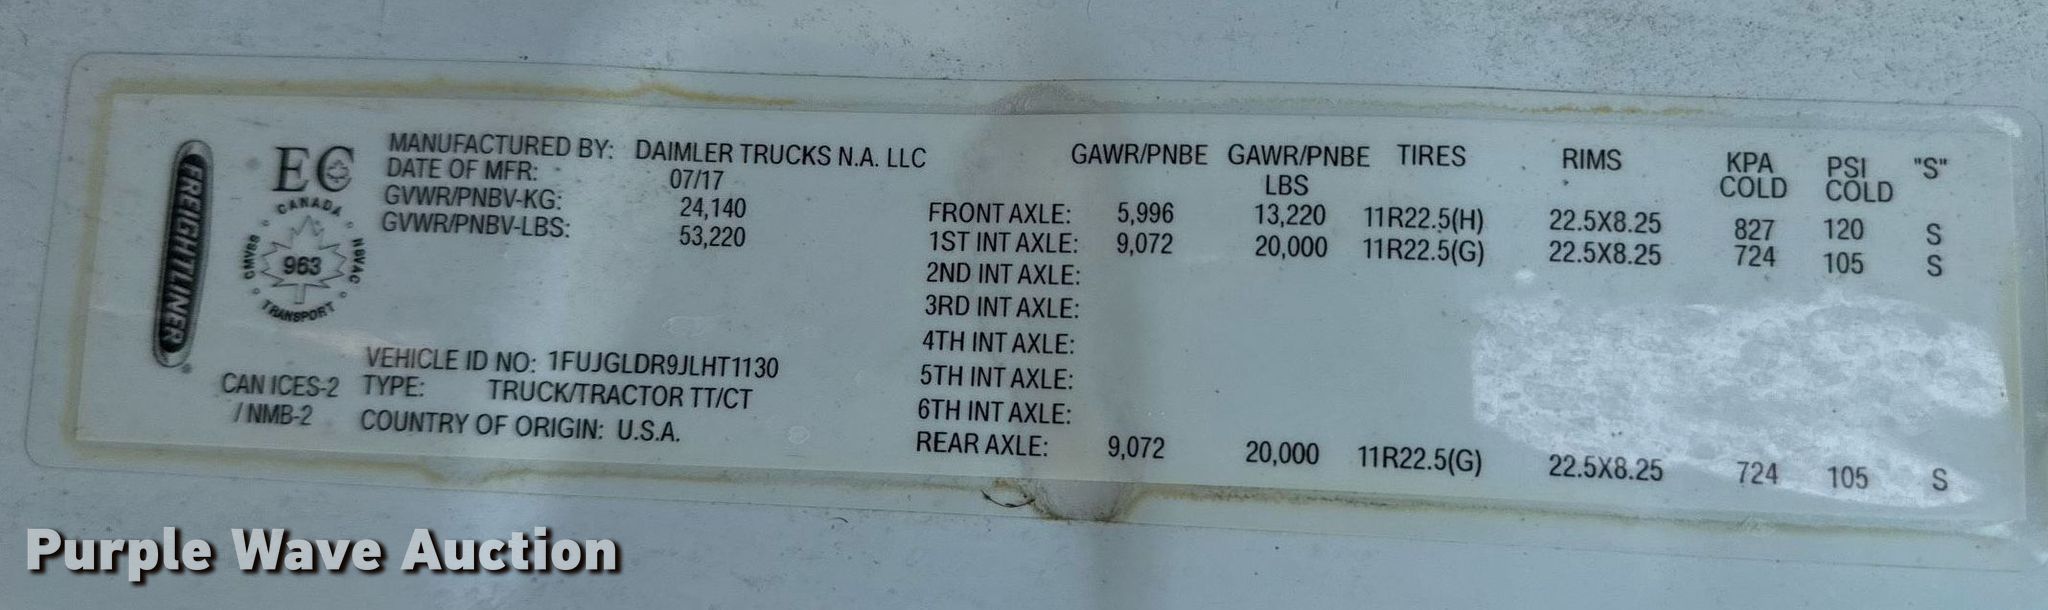 FREIGHTLINER
EC
CANADA
CMVSS
963
NSVAC
TRANSPORT
CAN ICES-2
/ NMB-2
MANUFACTURED BY: DAIMLER TRUCKS N.A. LLC
DATE OF MFR: 07/17
GVWR/PNBV-KG: 24,140
GVWR/PNBV-LBS: 53,220
VEHICLE ID NO: 1FUJGLDR9JLHT1130
TYPE: TRUCK/TRACTOR TT/CT
COUNTRY OF ORIGIN: U.S.A.
GAWR/PNBE GAWR/PNBE TIRES RIMS KPA PSI "S"
LBS COLD COLD
FRONT AXLE: 5,996 13,220 11R22.5(H) 22.5X8.25 827 120 S
1ST INT AXLE: 9,072 20,000 11R22.5(G) 22.5X8.25 724 105 S
2ND INT AXLE:
3RD INT AXLE:
4TH INT AXLE:
5TH INT AXLE:
6TH INT AXLE:
REAR AXLE: 9,072 20,000 11R22.5(G) 22.5X8.25 724 105 S
Purple Wave Auction